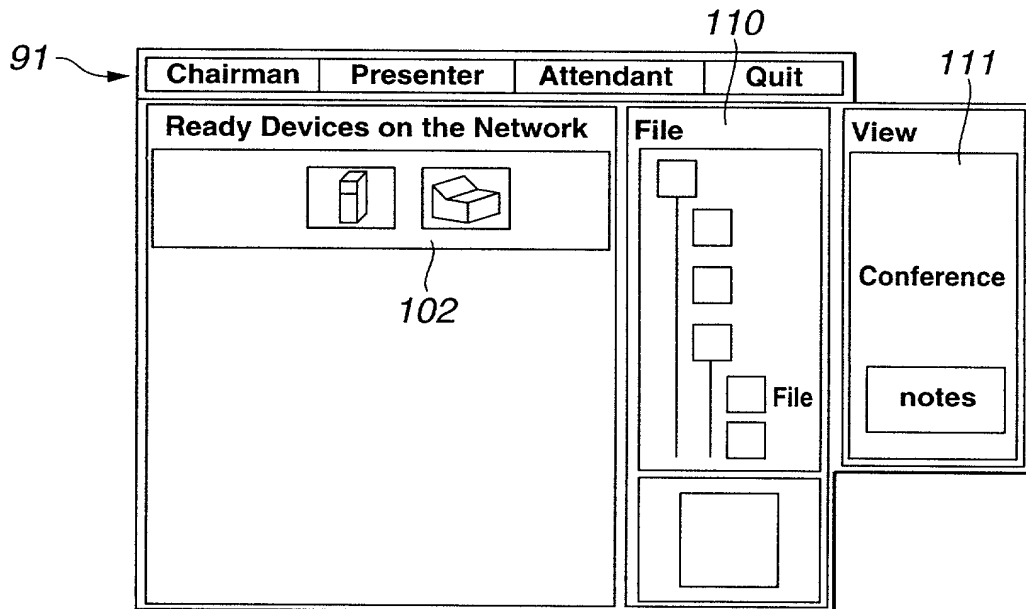 110
91
111
Chairman Presenter Attendant Quit
Ready Devices on the Network
File
View
102
Conference
File
notes